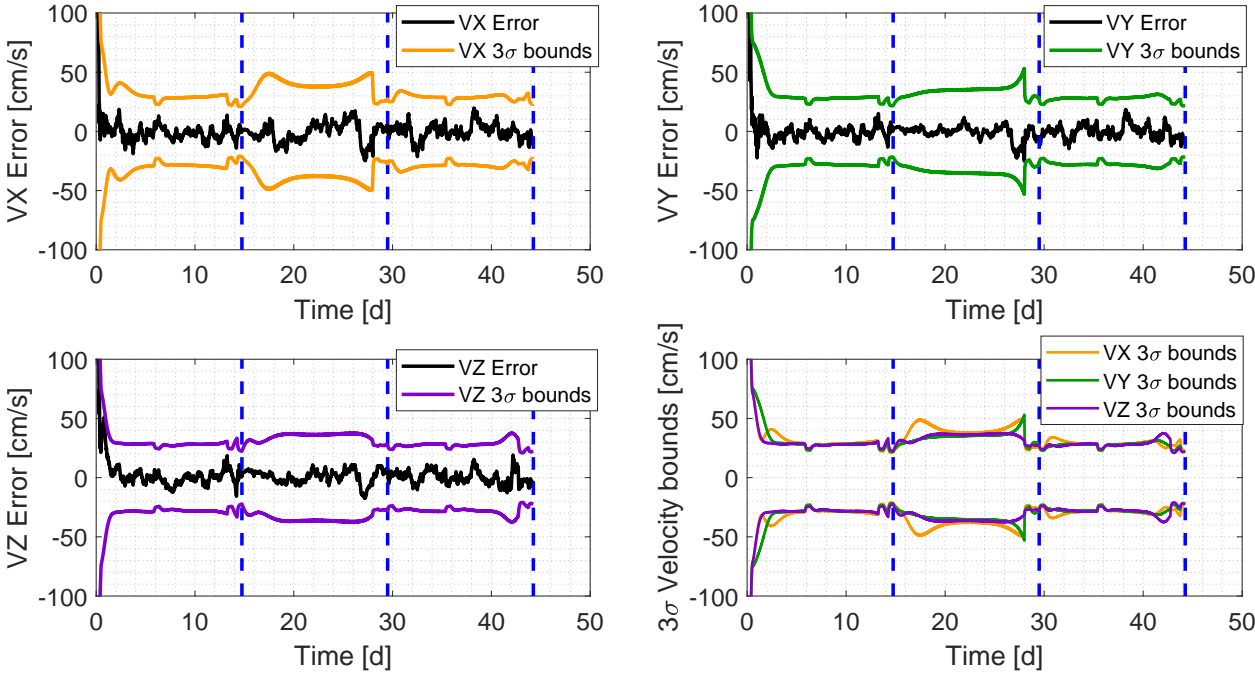 VX Error [cm/s]
100
50
0
-50
-100
VX Error
VX 3σ bounds
0 10 20 30 40 50
Time [d]
VY Error [cm/s]
100
50
0
-50
-100
VY Error
VY 3σ bounds
0 10 20 30 40 50
Time [d]
VZ Error [cm/s]
100
50
0
-50
-100
VZ Error
VZ 3σ bounds
0 10 20 30 40 50
Time [d]
3σ Velocity bounds [cm/s]
100
50
0
-50
-100
VX 3σ bounds
VY 3σ bounds
VZ 3σ bounds
0 10 20 30 40 50
Time [d]